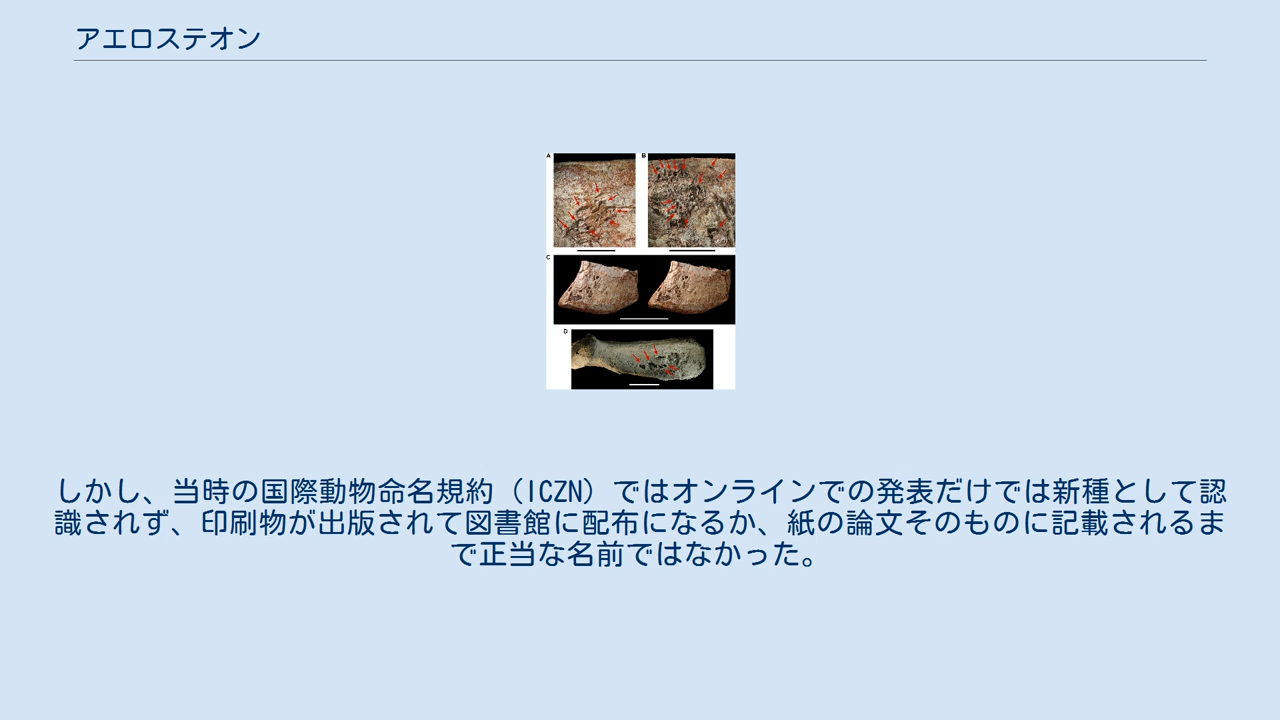 アエロステオン
A
B
C
D
しかし、当時の国際動物命名規約（ICZN）ではオンラインでの発表だけでは新種として認
識されず、印刷物が出版されて図書館に配布になるか、紙の論文そのものに記載されるま
で正当な名前ではなかった。